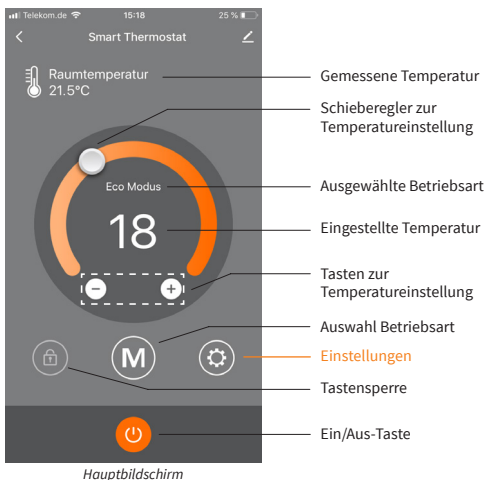 Telekom.de 15:18 25 %
Smart Thermostat
Raumtemperatur
21.5°C
Gemessene Temperatur
Schieberegler zur
Temperatureinstellung
Eco Modus
Ausgewählte Betriebsart
18
Eingestellte Temperatur
− +
Tasten zur
Temperatureinstellung
Auswahl Betriebsart
M
Einstellungen
Tastensperre
Ein/Aus-Taste
Hauptbildschirm